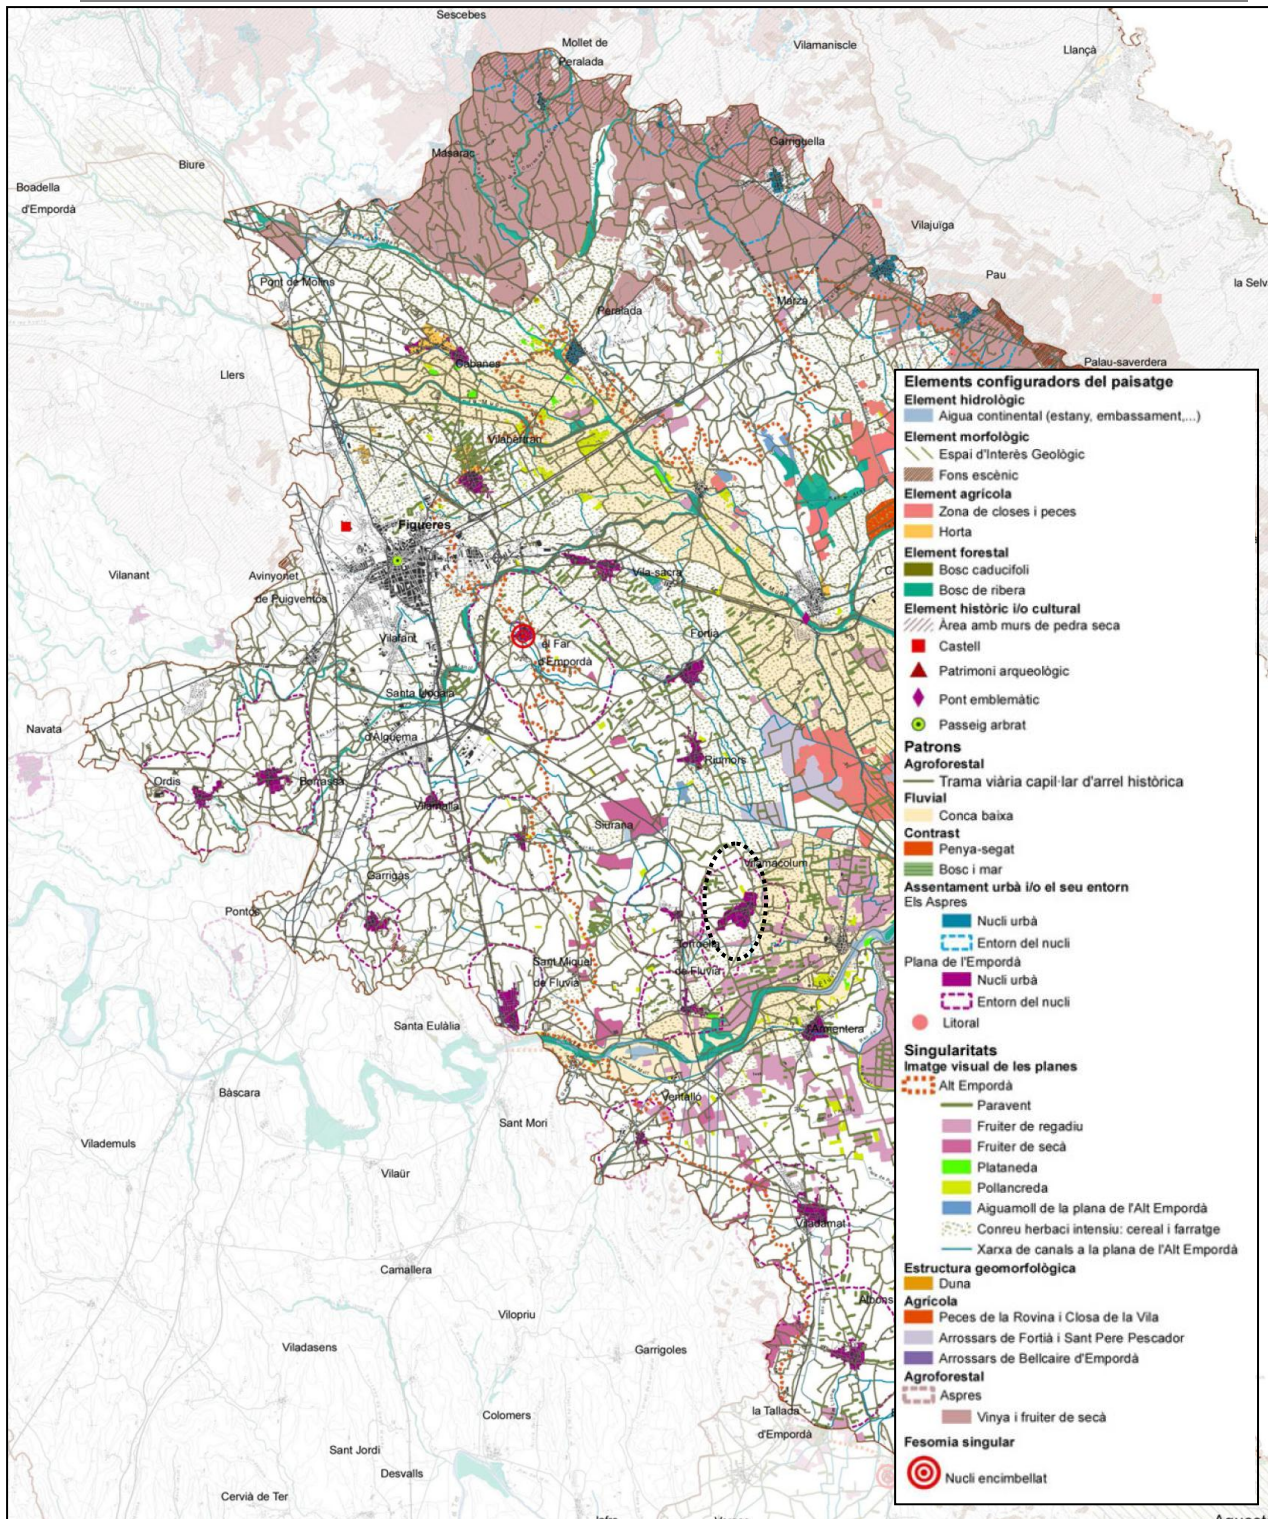 Sescebes
Mollet de
Peralada
Vilamaniscle
Llançà
Garriguella
Masarac
Biure
Boadella
d'Empordà
Vilajuïga
Pau
la Selv
Pont de Molins
Marzà
Peralada
Palau-saverdera
Llers
Cabanes
Vilabertran
Figueres
Vilanant
Avinyonet
de Puigventós
Vila-sacra
Vilafant
el Far
d'Empordà
Fortià
Santa Llogaia
d'Àlguema
Navata
Ordis
Borrassà
Riumors
Vilamalla
Siurana
Vilamacolum
Garrigàs
Pontós
Torroella
de Fluvià
Sant Miquel
de Fluvià
Santa Eulàlia
l'Armentera
Bàscara
Ventalló
Sant Mori
Vilademuls
Vilaür
Viladamat
Camallera
Albons
Vilopriu
Viladasens
Garrigoles
la Tallada
d'Empordà
Colomers
Sant Jordi
Desvalls
Cervià de Ter
Elements configuradors del paisatge
Element hidrològic
Aigua continental (estany, embassament,...)
Element morfològic
Espai d'Interès Geològic
Fons escènic
Element agrícola
Zona de closes i peces
Horta
Element forestal
Bosc caducifoli
Bosc de ribera
Element històric i/o cultural
Àrea amb murs de pedra seca
Castell
Patrimoni arqueològic
Pont emblemàtic
Passeig arbrat
Patrons
Agroforestal
Trama viària capil·lar d'arrel històrica
Fluvial
Conca baixa
Contrast
Penya-segat
Bosc i mar
Assentament urbà i/o el seu entorn
Els Aspres
Nucli urbà
Entorn del nucli
Plana de l'Empordà
Nucli urbà
Entorn del nucli
Litoral
Singularitats
Imatge visual de les planes
Alt Empordà
Paravent
Fruiter de regadiu
Fruiter de secà
Plataneda
Pollancreda
Aiguamoll de la plana de l'Alt Empordà
Conreu herbaci intensiu: cereal i farratge
Xarxa de canals a la plana de l'Alt Empordà
Estructura geomorfològica
Duna
Agrícola
Peces de la Rovina i Closa de la Vila
Arrossars de Fortià i Sant Pere Pescador
Arrossars de Bellcaire d'Empordà
Agroforestal
Aspres
Vinya i fruiter de secà
Fesomia singular
Nucli encimbellat